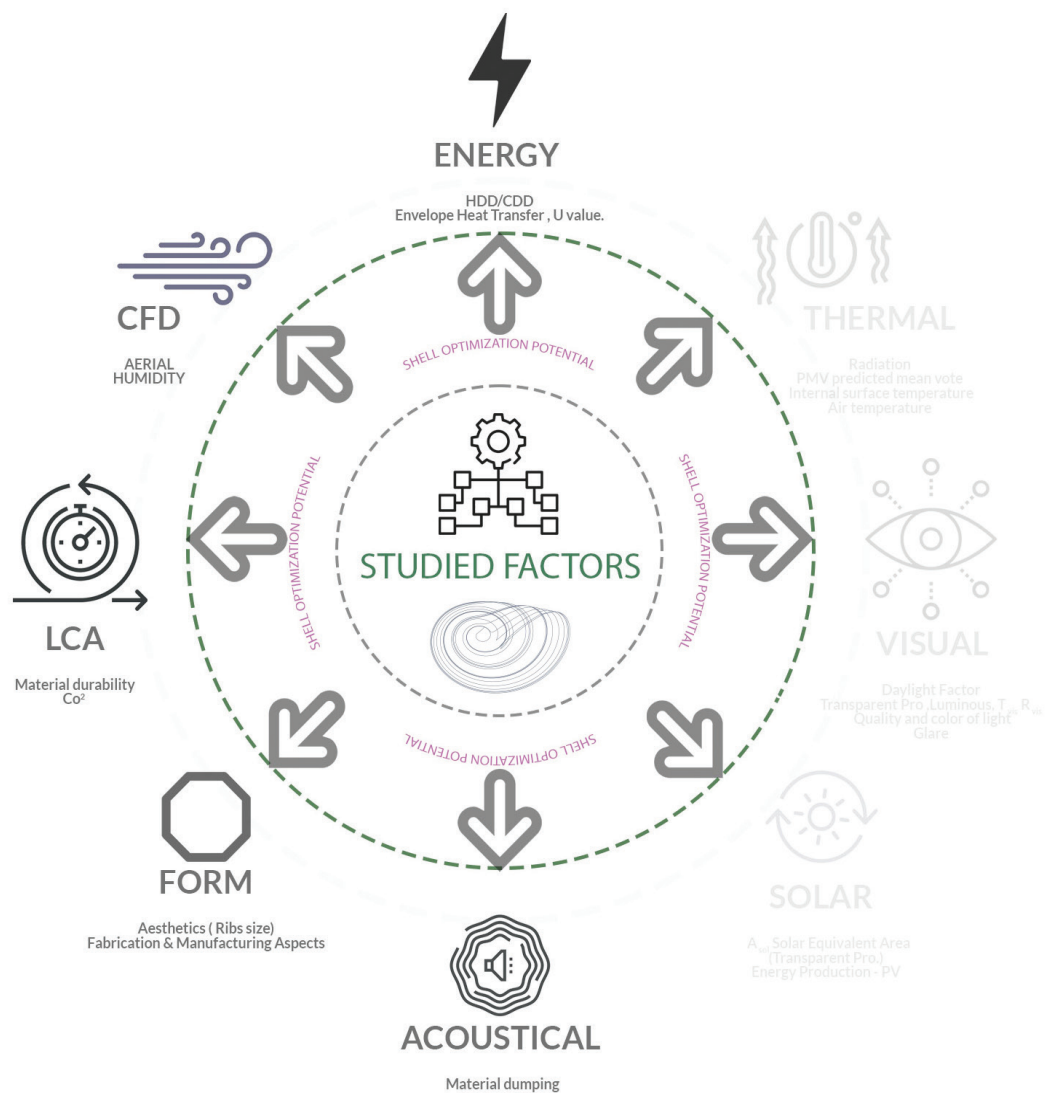 ENERGY
HDD/CDD
Envelope Heat Transfer , U value.
CFD
AERIAL
HUMIDITY
THERMAL
Radiation
PMV predicted mean vote
Internal surface temperature
Air temperature
SHELL OPTIMIZATION POTENTIAL
SHELL OPTIMIZATION POTENTIAL
SHELL OPTIMIZATION POTENTIAL
STUDIED FACTORS
LCA
Material durability
Co²
VISUAL
Daylight Factor
Transparent Pro ,Luminous, T R
Quality and color of light
Glare
SHELL OPTIMIZATION POTENTIAL
FORM
Aesthetics ( Ribs size)
Fabrication & Manufacturing Aspects
SOLAR
A Solar Equivalent Area
(Transparent Pro.)
Energy Production - PV
ACOUSTICAL
Material dumping